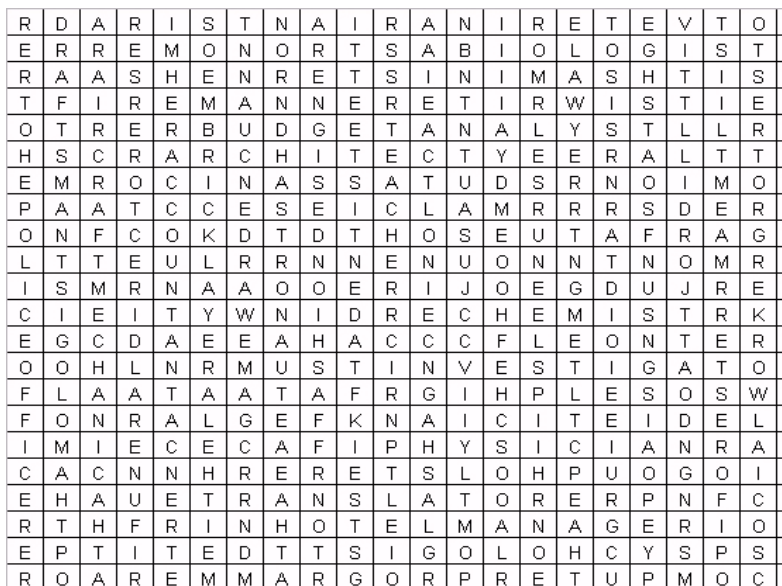 R D A R I S T N A I R A N I R E T E V T O
E R R E M O N O R T S A B I O L O G I S T
R A A S H E N R E T S I N I M A S H T I S
T F I R E M A N N E R E T I R W I S T I E
O T R E R B U D G E T A N A L Y S T L L R
H S C R A R C H I T E C T Y E E R A L T T
E M R O C I N A S S A T U D S R N O I M O
P A A T C C E S E I C L A M R R R S D E R
O N F C O K D T D T H O S E U T A F R A G
L T T E U L R R N N E N U O N N T N O M R
I S M R N A A O O E R I J O E G D U J R E
C I E I T Y W N I D R E C H E M I S T R K
E G C D A E E A H A C C C F L E O N T E R
O O H L N R M U S T I N V E S T I G A T O
F L A A T A A T A F R G I H P L E S O S W
F O N R A L G E F K N A I C I T E I D E L
I M I E C E C A F I P H Y S I C I A N R A
C A C N N H R E R E T S L O H P U O G O I
E H A U E T R A N S L A T O R E R P N F C
R T H F R I N H O T E L M A N A G E R I O
E P T I T E D T T S I G O L O H C Y S P S
R O A R E M M A R G O R P R E T U P M O C